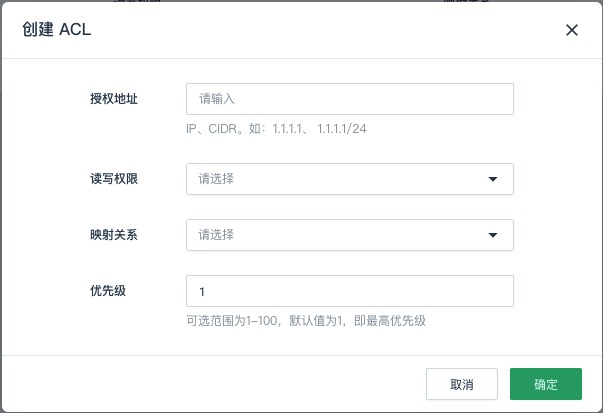 创建 ACL
授权地址
请输入
IP、CIDR。如：1.1.1.1、 1.1.1.1/24
读写权限
请选择
映射关系
请选择
优先级
1
可选范围为1-100，默认值为1，即最高优先级
取消
确定